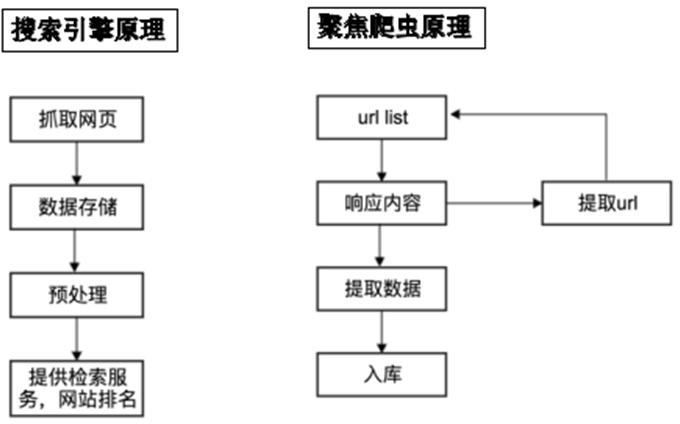 搜索引擎原理
聚焦爬虫原理
抓取网页
数据存储
预处理
提供检索服
务，网站排名
url list
响应内容
提取url
提取数据
入库